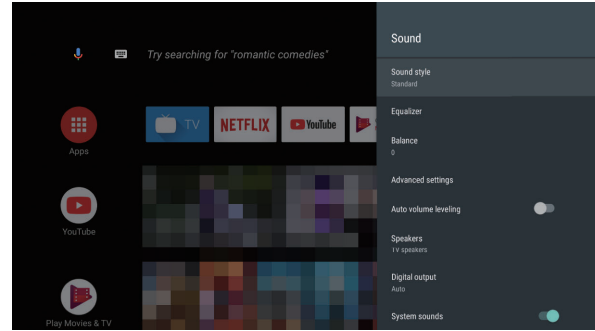 Try searching for "romantic comedies"
Apps
TV
NETFLIX
YouTube
YouTube
Play Movies & TV
Sound
Sound style
Standard
Equalizer
Balance
0
Advanced settings
Auto volume leveling
Speakers
TV speakers
Digital output
Auto
System sounds